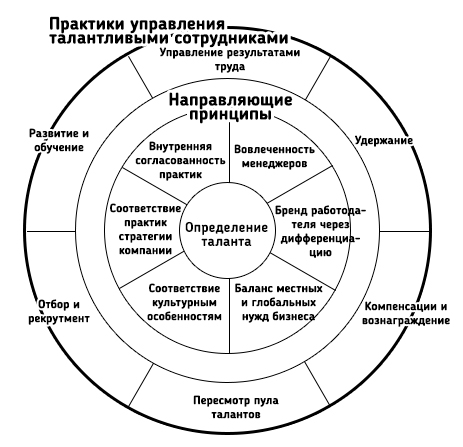 Практики управления
талантливыми сотрудниками
Управление результатами
труда
Направляющие
принципы
Развитие и
обучение
Удержание
Внутренняя
согласованность
практик
Вовлеченность
менеджеров
Соответствие
практик
стратегии
компании
Определение
таланта
Бренд работода-
теля через
дифференциа-
цию
Соответствие
культурным
особенностям
Баланс местных
и глобальных
нужд бизнеса
Отбор и
рекрутмент
Компенсации и
вознаграждение
Пересмотр пула
талантов